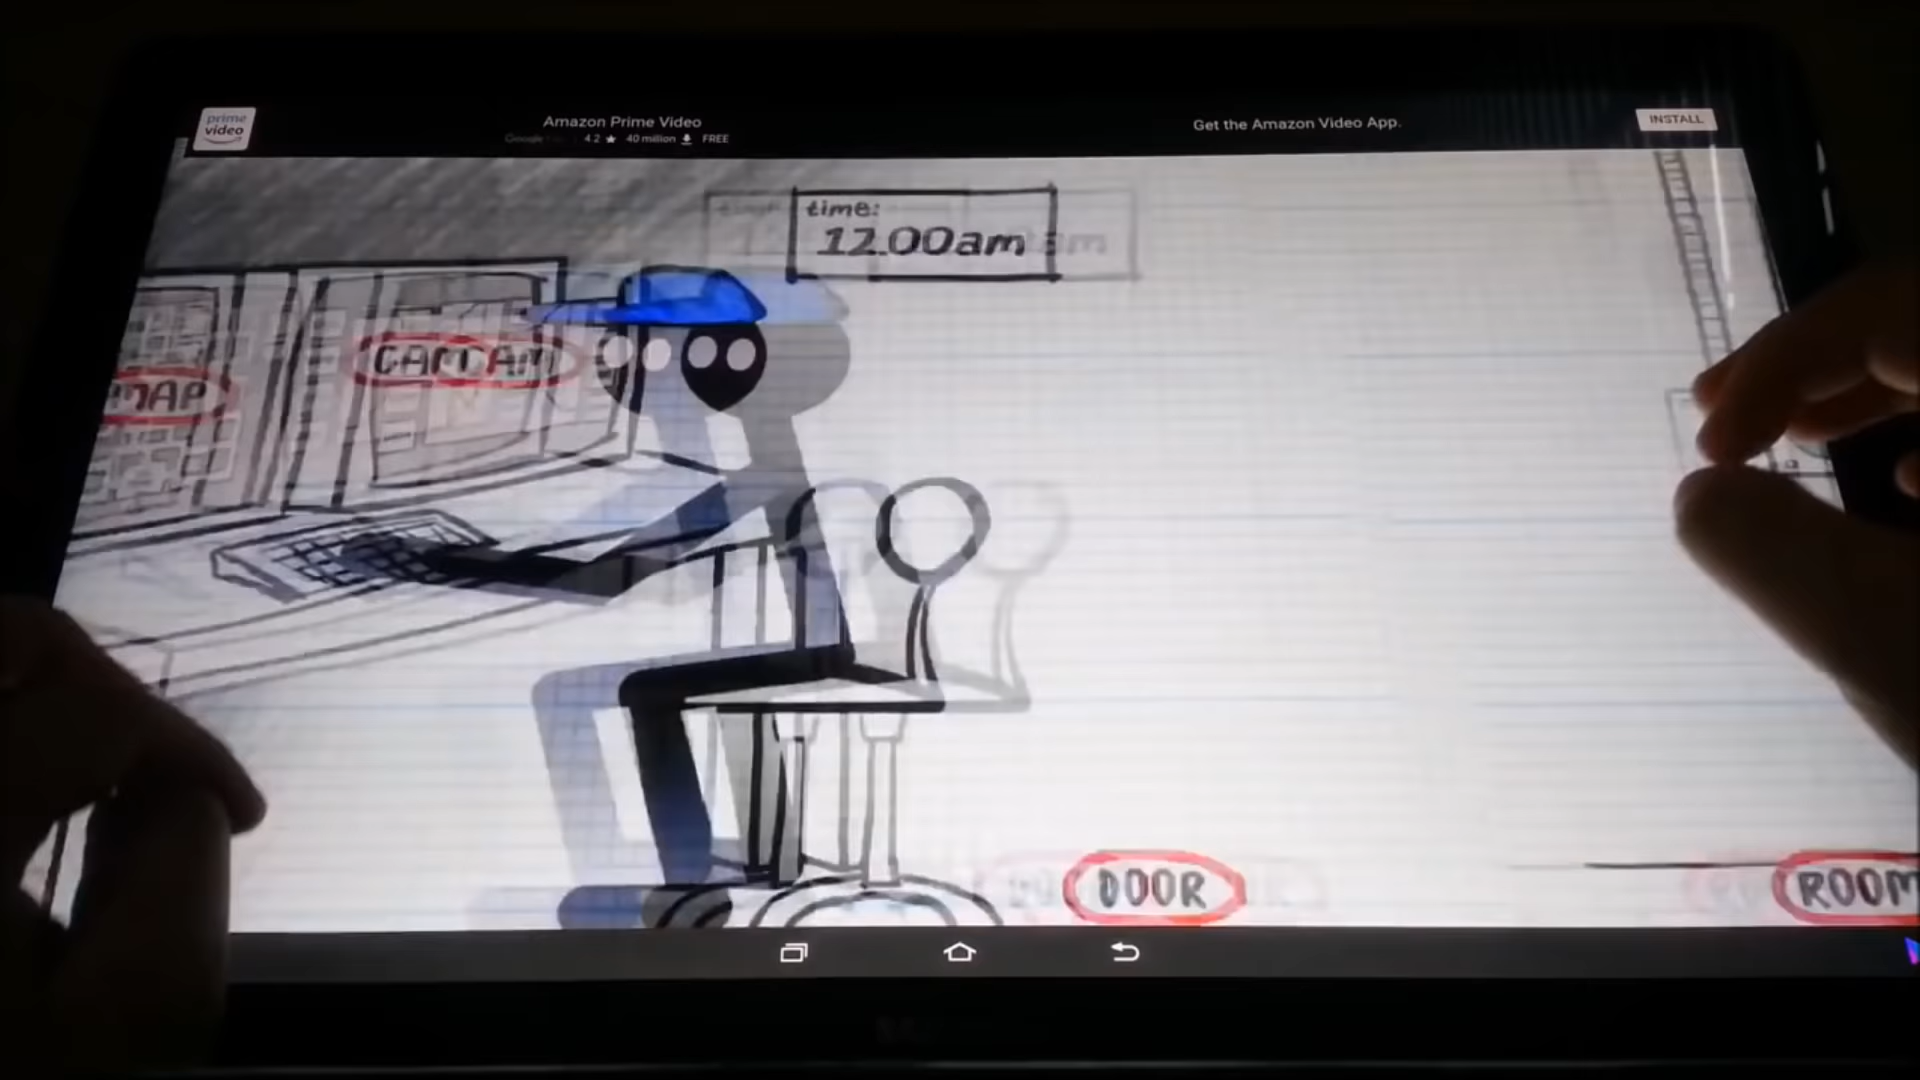 prime
video
Amazon Prime Video
Google
4.2 ★ 40 million FREE
Get the Amazon Video App.
INSTALL
time:
12.00am
MAP
CAM
DOOR
ROOM